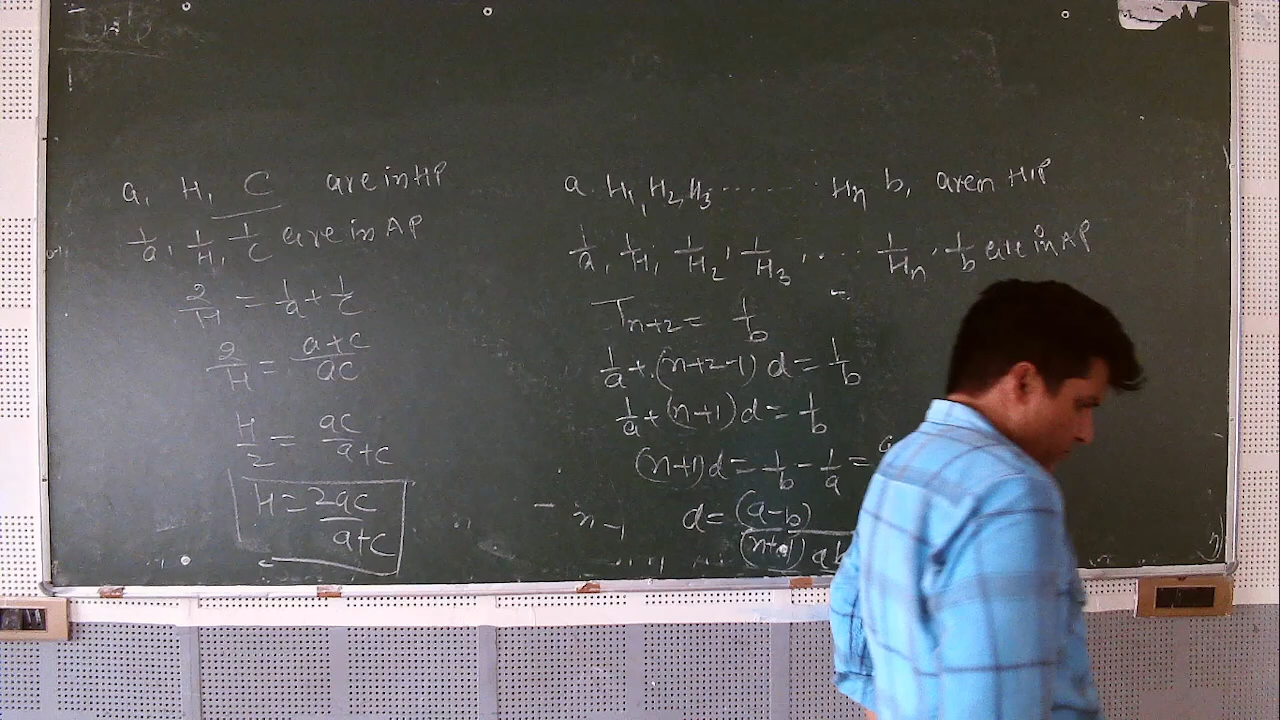 a, H, C are in HP
1/a, 1/H, 1/C are in AP
2/H = 1/a + 1/c
2/H = a+c/ac
H/2 = ac/a+c
H = 2ac/a+c
a. H1, H2, H3 ...... Hn b, are in H.P
1/a, 1/H1, 1/H2, 1/H3, .... 1/Hn, 1/b are in AP
Tn+2 = 1/b
1/a + (n+2-1)d = 1/b
1/a + (n+1)d = 1/b
(n+1)d = 1/b - 1/a =
d = (a-b)/(n+1)ab